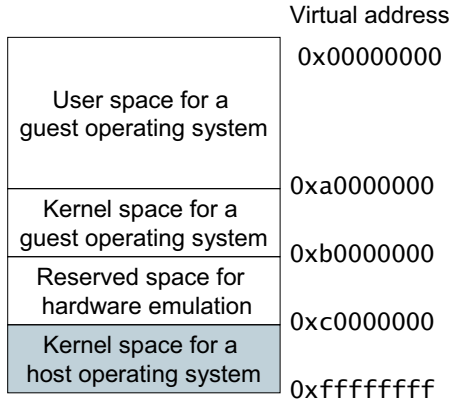 Virtual address
0x00000000
User space for a
guest operating system
0xa0000000
Kernel space for a
guest operating system
0xb0000000
Reserved space for
hardware emulation
0xc0000000
Kernel space for a
host operating system
0xffffffff